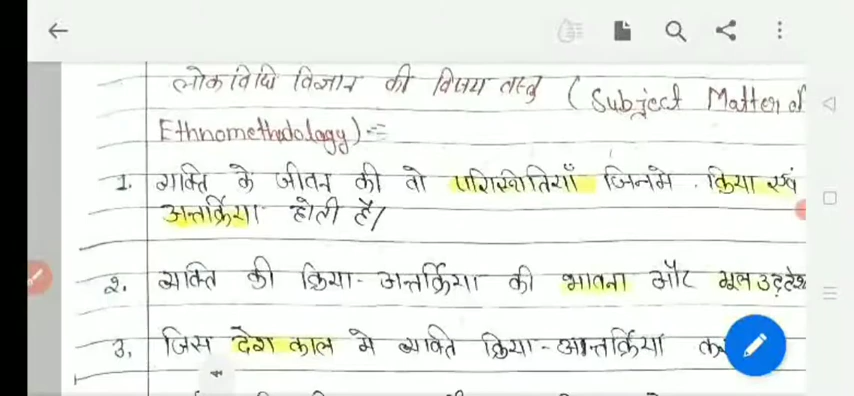 लोकविधि विज्ञान की विषय वस्तु (Subject Matter of
Ethnomethodology) :-
1. व्यक्ति के जीवन की वो परिस्थितियाँ जिनमे क्रिया एवं
अन्तर्क्रिया होती है।
2. व्यक्ति की क्रिया-अन्तर्क्रिया की भावना और मूल उद्देश्य
3. जिस देश काल मे व्यक्ति क्रिया-आन्तर्क्रिया